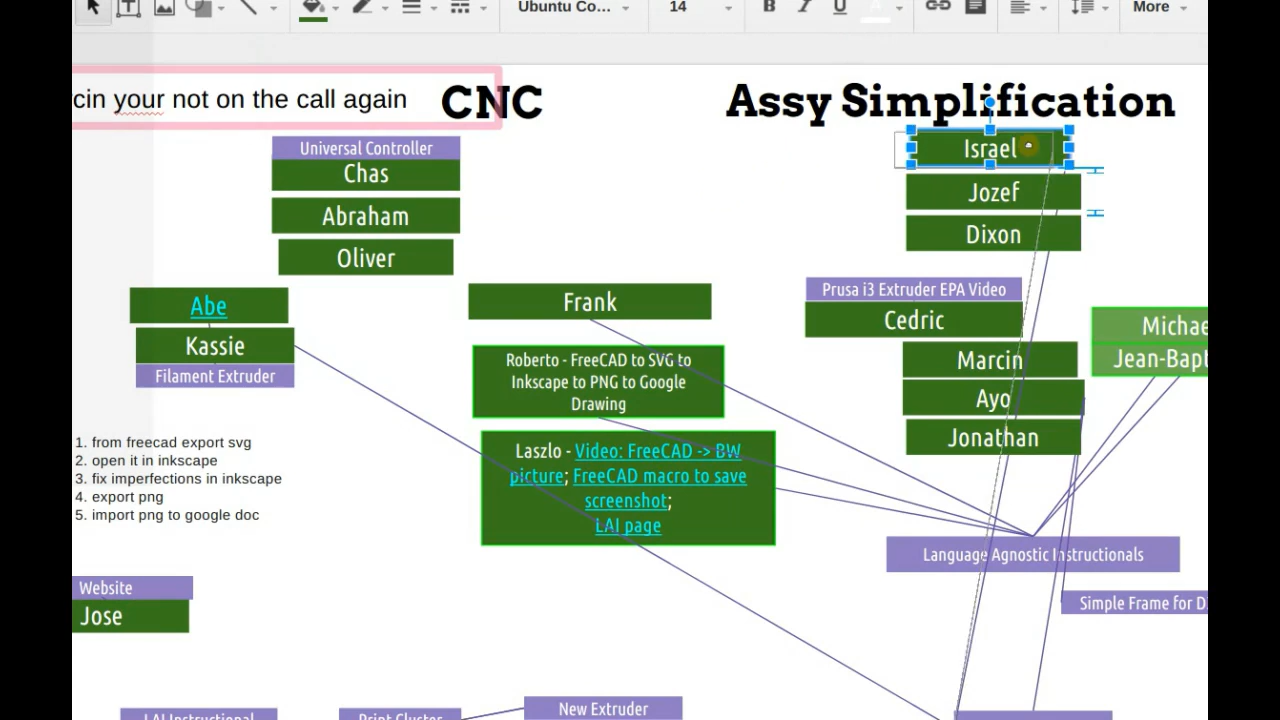 Ubuntu Co...
14
B
I
U
A
More
cin your not on the call again
CNC
Assy Simplification
Universal Controller
Chas
Abraham
Oliver
Israel
Jozef
Dixon
Abe
Kassie
Filament Extruder
Frank
Roberto - FreeCAD to SVG to
Inkscape to PNG to Google
Drawing
Laszlo - Video: FreeCAD -> BW
picture; FreeCAD macro to save
screenshot;
LAI page
Prusa i3 Extruder EPA Video
Cedric
Marcin
Ayo
Jonathan
Michae
Jean-Bapt
1. from freecad export svg
2. open it in inkscape
3. fix imperfections in inkscape
4. export png
5. import png to google doc
Language Agnostic Instructionals
Simple Frame for D
Website
Jose
LAI Instructional
Print Cluster
New Extruder